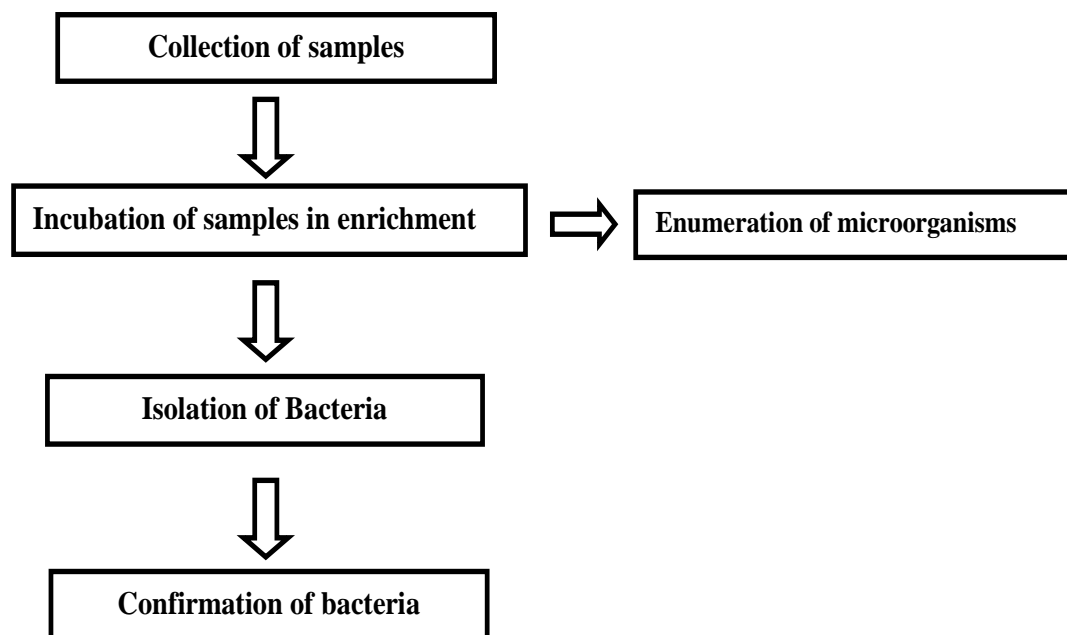 Collection of samples
Incubation of samples in enrichment
Enumeration of microorganisms
Isolation of Bacteria
Confirmation of bacteria